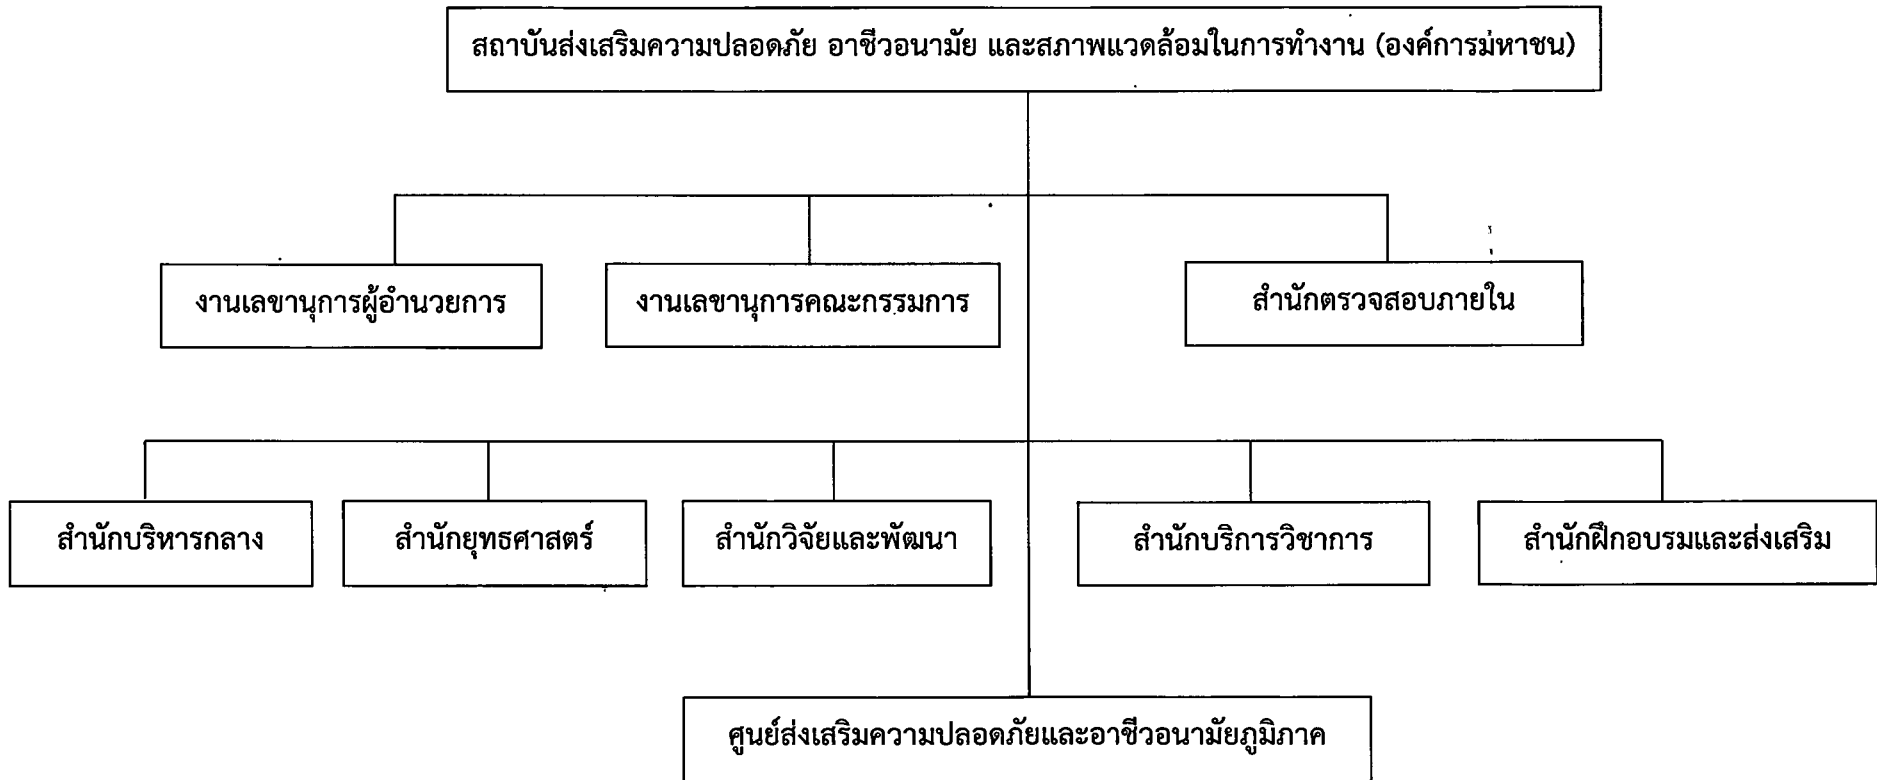 สถาบันส่งเสริมความปลอดภัย อาชีวอนามัย และสภาพแวดล้อมในการทำงาน (องค์การมหาชน)
งานเลขานุการผู้อำนวยการ
งานเลขานุการคณะกรรมการ
สำนักตรวจสอบภายใน
สำนักบริหารกลาง
สำนักยุทธศาสตร์
สำนักวิจัยและพัฒนา
สำนักบริการวิชาการ
สำนักฝึกอบรมและส่งเสริม
ศูนย์ส่งเสริมความปลอดภัยและอาชีวอนามัยภูมิภาค